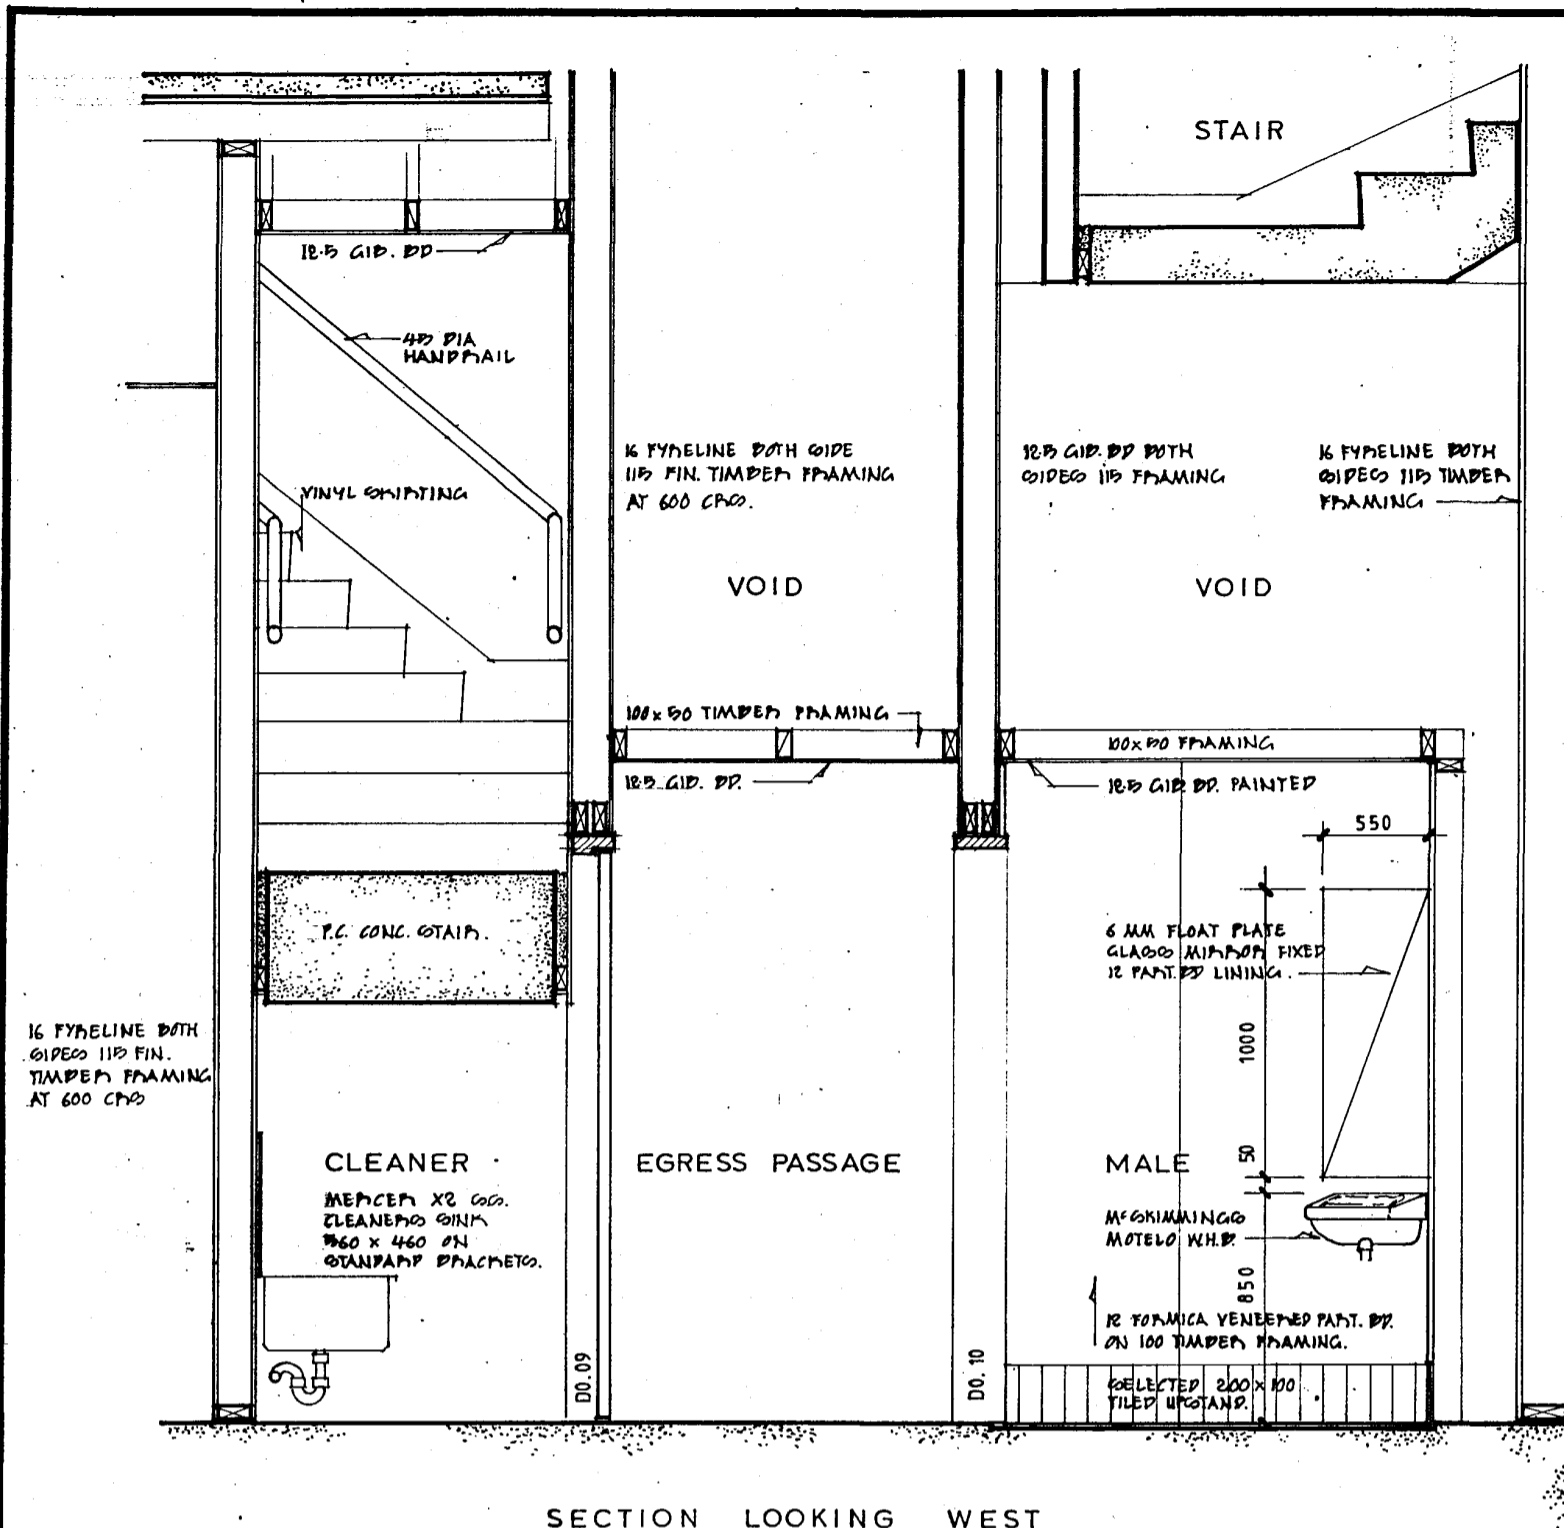 STAIR
12.5 GIB. BD
45 DIA
HANDRAIL
16 FYRELINE BOTH SIDE
115 FIN. TIMBER FRAMING
AT 600 CRS.
12.5 GIB. BD BOTH
SIDES 115 FRAMING
16 FYRELINE BOTH
SIDES 115 TIMBER
FRAMING
VINYL SKIRTING
VOID
VOID
100 x 50 TIMBER FRAMING
100 x 50 FRAMING
12.5 GIB. BD.
12.5 GIB BD. PAINTED
550
P.C. CONC. STAIR.
6 MM FLOAT PLATE
GLASS MIRROR FIXED
12 PART. BD LINING.
16 FYRELINE BOTH
SIDES 115 FIN.
TIMBER FRAMING
AT 600 CRS
1000
CLEANER
EGRESS PASSAGE
MALE
50
MERCER X2 SS.
CLEANERS SINK
560 x 460 ON
STANDARD BRACKETS.
McSKIMMINGS
MOTELO W.H.B.
850
12 FORMICA VENEERED PART. BD.
ON 100 TIMBER FRAMING.
D0.09
D0.10
SELECTED 200 x 100
TILED UPSTAND.
SECTION LOOKING WEST